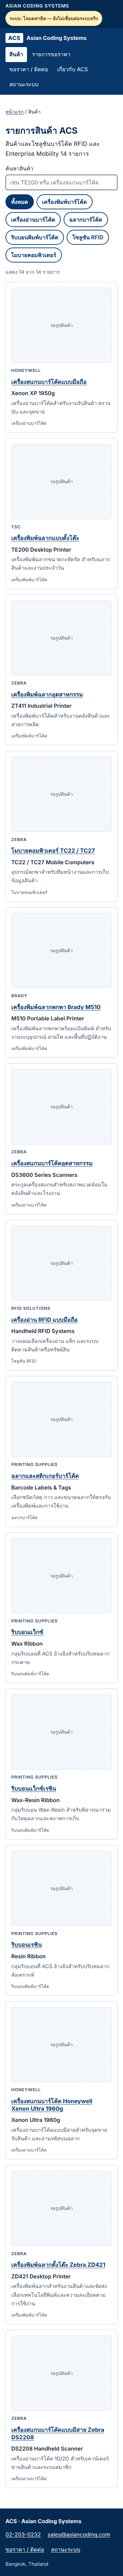 ASIAN CODING SYSTEMS
ระบบ: โหมดสาธิต — ยังไม่เชื่อมต่อระบบจริง
ACS Asian Coding Systems
สินค้า รายการขอราคา
ขอราคา / ติดต่อ เกี่ยวกับ ACS
สถานะระบบ
หน้าแรก / สินค้า
รายการสินค้า ACS
สินค้าและโซลูชันบาร์โค้ด RFID และ
Enterprise Mobility 14 รายการ
ค้นหาสินค้า
เช่น TE200 หรือ เครื่องสแกนบาร์โค้ด
ทั้งหมด เครื่องพิมพ์บาร์โค้ด
เครื่องอ่านบาร์โค้ด ฉลากบาร์โค้ด
ริบบอนพิมพ์บาร์โค้ด โซลูชัน RFID
โมบายคอมพิวเตอร์
แสดง 14 จาก 14 รายการ
รอรูปสินค้า
HONEYWELL
เครื่องสแกนบาร์โค้ดแบบมือถือ
Xenon XP 1950g
เครื่องอ่านบาร์โค้ดสำหรับงานรับสินค้า ตรวจ
นับ และจุดขาย
เครื่องอ่านบาร์โค้ด
รอรูปสินค้า
TSC
เครื่องพิมพ์ฉลากแบบตั้งโต๊ะ
TE200 Desktop Printer
เครื่องพิมพ์ฉลากขนาดกะทัดรัด สำหรับฉลาก
สินค้าและงานประจำวัน
เครื่องพิมพ์บาร์โค้ด
รอรูปสินค้า
ZEBRA
เครื่องพิมพ์ฉลากอุตสาหกรรม
ZT411 Industrial Printer
เครื่องพิมพ์บาร์โค้ดสำหรับงานคลังสินค้าและ
สายการผลิต
เครื่องพิมพ์บาร์โค้ด
รอรูปสินค้า
ZEBRA
โมบายคอมพิวเตอร์ TC22 / TC27
TC22 / TC27 Mobile Computers
อุปกรณ์พกพาสำหรับทีมหน้างานและการเก็บ
ข้อมูลสินค้า
โมบายคอมพิวเตอร์
รอรูปสินค้า
BRADY
เครื่องพิมพ์ฉลากพกพา Brady M510
M510 Portable Label Printer
เครื่องพิมพ์ฉลากพกพาพร้อมแป้นพิมพ์ สำหรับ
งานระบุอุปกรณ์ สายไฟ และพื้นที่ปฏิบัติงาน
เครื่องพิมพ์บาร์โค้ด
รอรูปสินค้า
ZEBRA
เครื่องสแกนบาร์โค้ดอุตสาหกรรม
DS3600 Series Scanners
ตระกูลเครื่องสแกนสำหรับสภาพแวดล้อมใน
คลังสินค้าและโรงงาน
เครื่องอ่านบาร์โค้ด
รอรูปสินค้า
RFID SOLUTIONS
เครื่องอ่าน RFID แบบมือถือ
Handheld RFID Systems
วางแผนเลือกเครื่องอ่าน แท็ก และระบบ
ติดตามสินค้าหรือทรัพย์สิน
โซลูชัน RFID
รอรูปสินค้า
PRINTING SUPPLIES
ฉลากและสติกเกอร์บาร์โค้ด
Barcode Labels & Tags
เลือกชนิดวัสดุ กาว และขนาดฉลากให้ตรงกับ
เครื่องพิมพ์และการใช้งาน
ฉลากบาร์โค้ด
รอรูปสินค้า
PRINTING SUPPLIES
ริบบอนแว็กซ์
Wax Ribbon
กลุ่มริบบอนที่ ACS อ้างอิงสำหรับบริบทฉลาก
กระดาษ
ริบบอนพิมพ์บาร์โค้ด
รอรูปสินค้า
PRINTING SUPPLIES
ริบบอนแว็กซ์เรซิน
Wax-Resin Ribbon
กลุ่มริบบอน Wax-Resin สำหรับพิจารณาร่วม
กับวัสดุฉลากและสภาพการเก็บ
ริบบอนพิมพ์บาร์โค้ด
รอรูปสินค้า
PRINTING SUPPLIES
ริบบอนเรซิน
Resin Ribbon
กลุ่มริบบอนที่ ACS อ้างอิงสำหรับบริบทฉลาก
สังเคราะห์
ริบบอนพิมพ์บาร์โค้ด
รอรูปสินค้า
HONEYWELL
เครื่องสแกนบาร์โค้ด Honeywell
Xenon Ultra 1960g
Xenon Ultra 1960g
เครื่องอ่านบาร์โค้ดแบบมีสายสำหรับจุดขาย
รับสินค้า และอ่านรหัสบนฉลาก
เครื่องอ่านบาร์โค้ด
รอรูปสินค้า
ZEBRA
เครื่องพิมพ์ฉลากตั้งโต๊ะ Zebra ZD421
ZD421 Desktop Printer
เครื่องพิมพ์ฉลากสำหรับงานสินค้าและจัดส่ง
เลือกเทคโนโลยีพิมพ์และความละเอียดตาม
การใช้งาน
เครื่องพิมพ์บาร์โค้ด
รอรูปสินค้า
ZEBRA
เครื่องสแกนบาร์โค้ดแบบมีสาย Zebra
DS2208
DS2208 Handheld Scanner
เครื่องอ่านบาร์โค้ด 1D/2D สำหรับเคาน์เตอร์
ขายสินค้าและระบบสมาชิก
เครื่องอ่านบาร์โค้ด
ACS · Asian Coding Systems
02-203-0232 sales@asiancoding.com
ขอราคา / ติดต่อ สถานะระบบ
Bangkok, Thailand